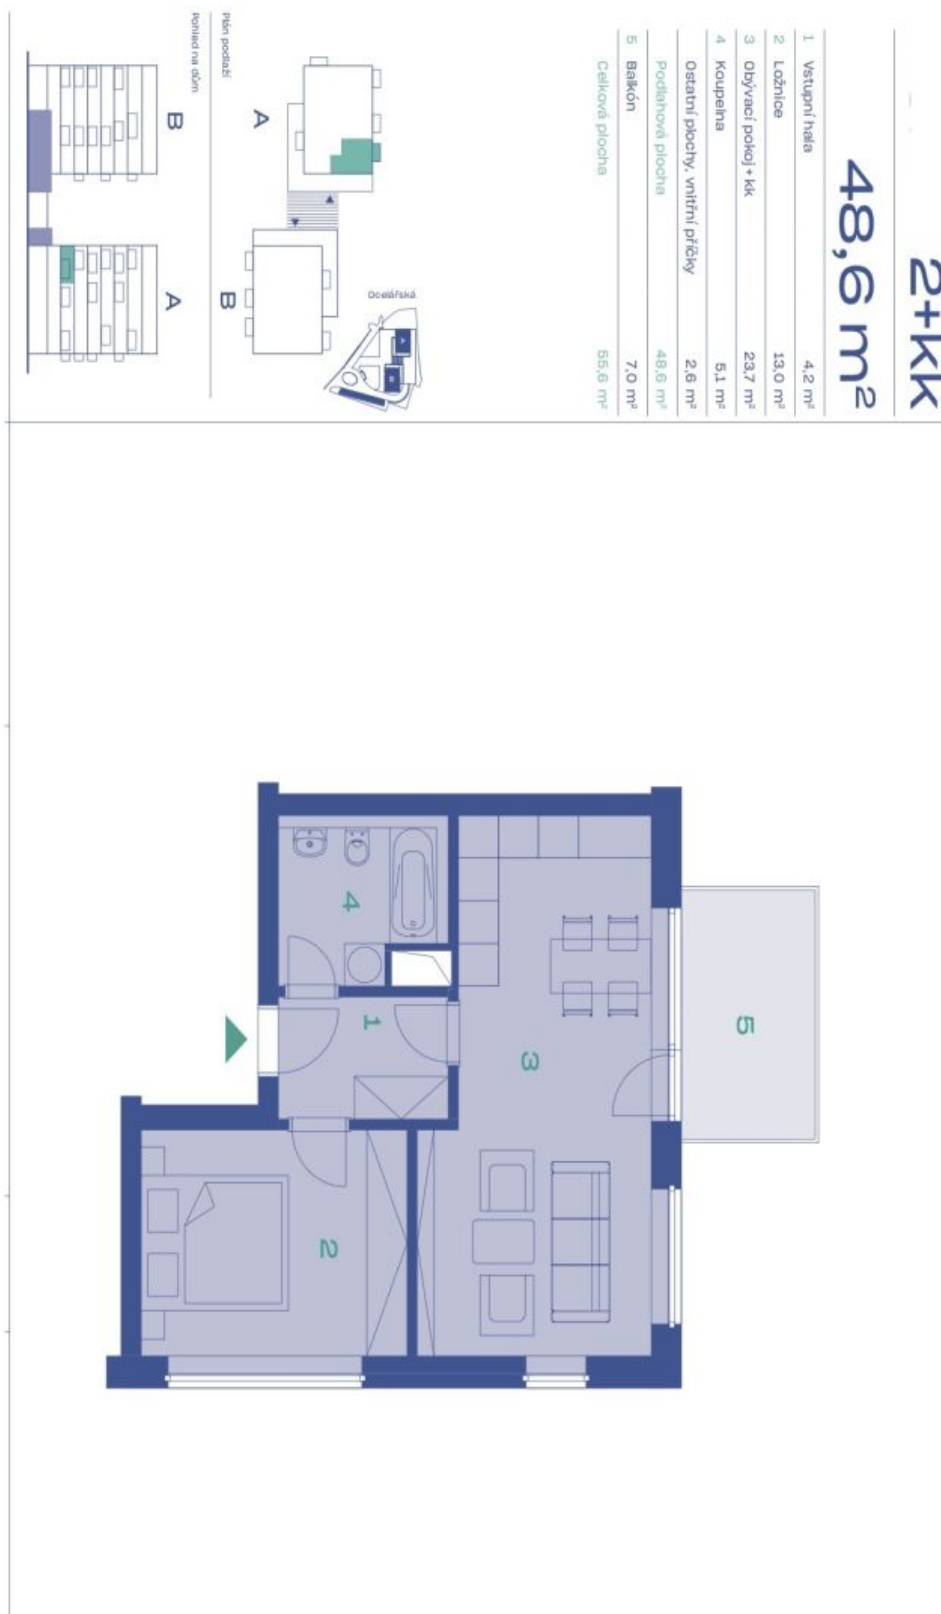 2+kk
48,6 m²
1 Vstupní hala 4,2 m²
2 Ložnice 13,0 m²
3 Obývací pokoj + kk 23,7 m²
4 Koupelna 5,1 m²
Ostatní plochy, vnitřní příčky 2,6 m²
Podlahová plocha 48,6 m²
5 Balkón 7,0 m²
Celková plocha 55,6 m²
Ocelářská
A
B
A
B
Plán podlaží
B
A
Pohled na dům
5
3
4
1
2